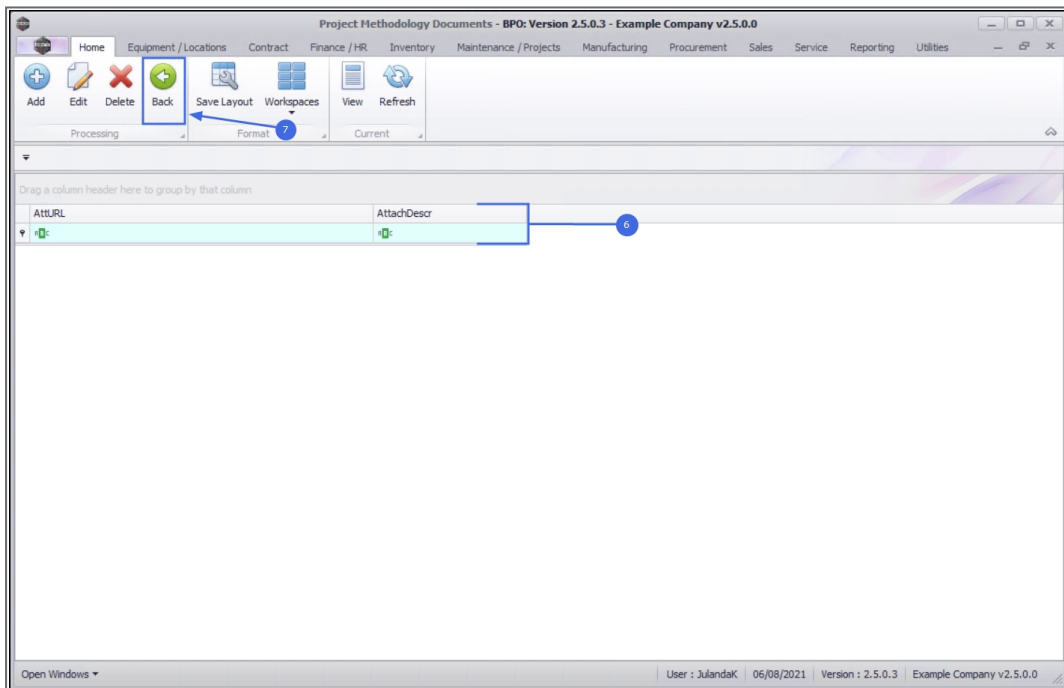 Project Methodology Documents - BPO: Version 2.5.0.3 - Example Company v2.5.0.0
Home Equipment / Locations Contract Finance / HR Inventory Maintenance / Projects Manufacturing Procurement Sales Service Reporting Utilities
Add Edit Delete Back Save Layout Workspaces View Refresh
7
Processing Format Current
Drag a column header here to group by that column
AttURL AttachDescr
6
Open Windows User : JulandaK 06/08/2021 Version : 2.5.0.3 Example Company v2.5.0.0